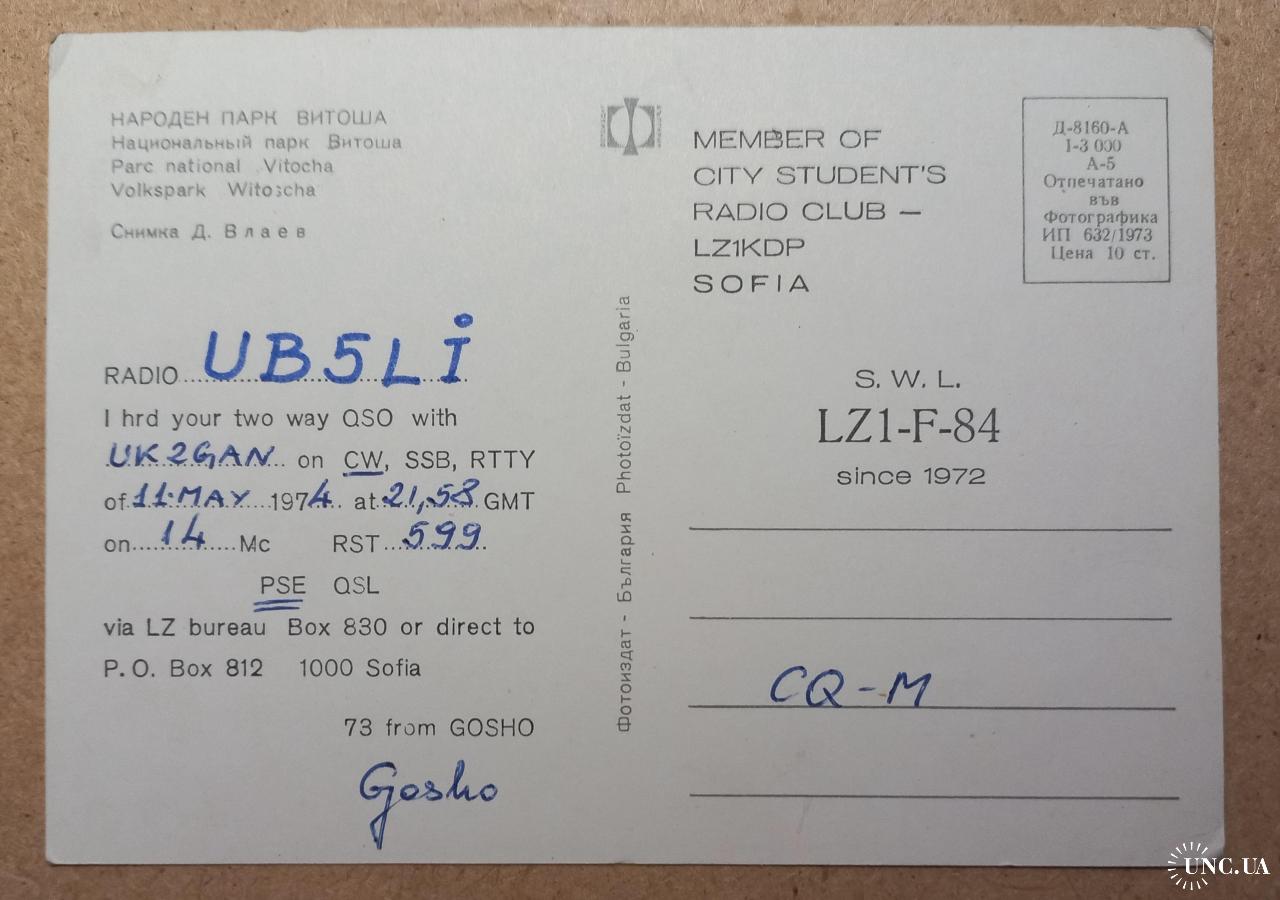 НАРОДЕН ПАРК ВИТОША
Национальный парк Витоша
Parc national Vitocha
Volkspark Witoscha
Снимка Д. Влаев
RADIO UB5Li
I hrd your two way QSO with
UK2GAN on CW, SSB, RTTY
of 11·MAY 1974 at 21,58 GMT
on 14 Mc RST 599
PSE QSL
via LZ bureau Box 830 or direct to
P.O. Box 812 1000 Sofia
73 from GOSHO
Gosho
Фотоиздат - България Photoïzdat - Bulgaria
MEMBER OF
CITY STUDENT'S
RADIO CLUB –
LZ1KDP
SOFIA
Д-8160-А
1-3 000
А-5
Отпечатано
във
Фотографика
ИП 632/1973
Цена 10 ст.
S. W. L.
LZ1-F-84
since 1972
CQ-M
UNC.UA